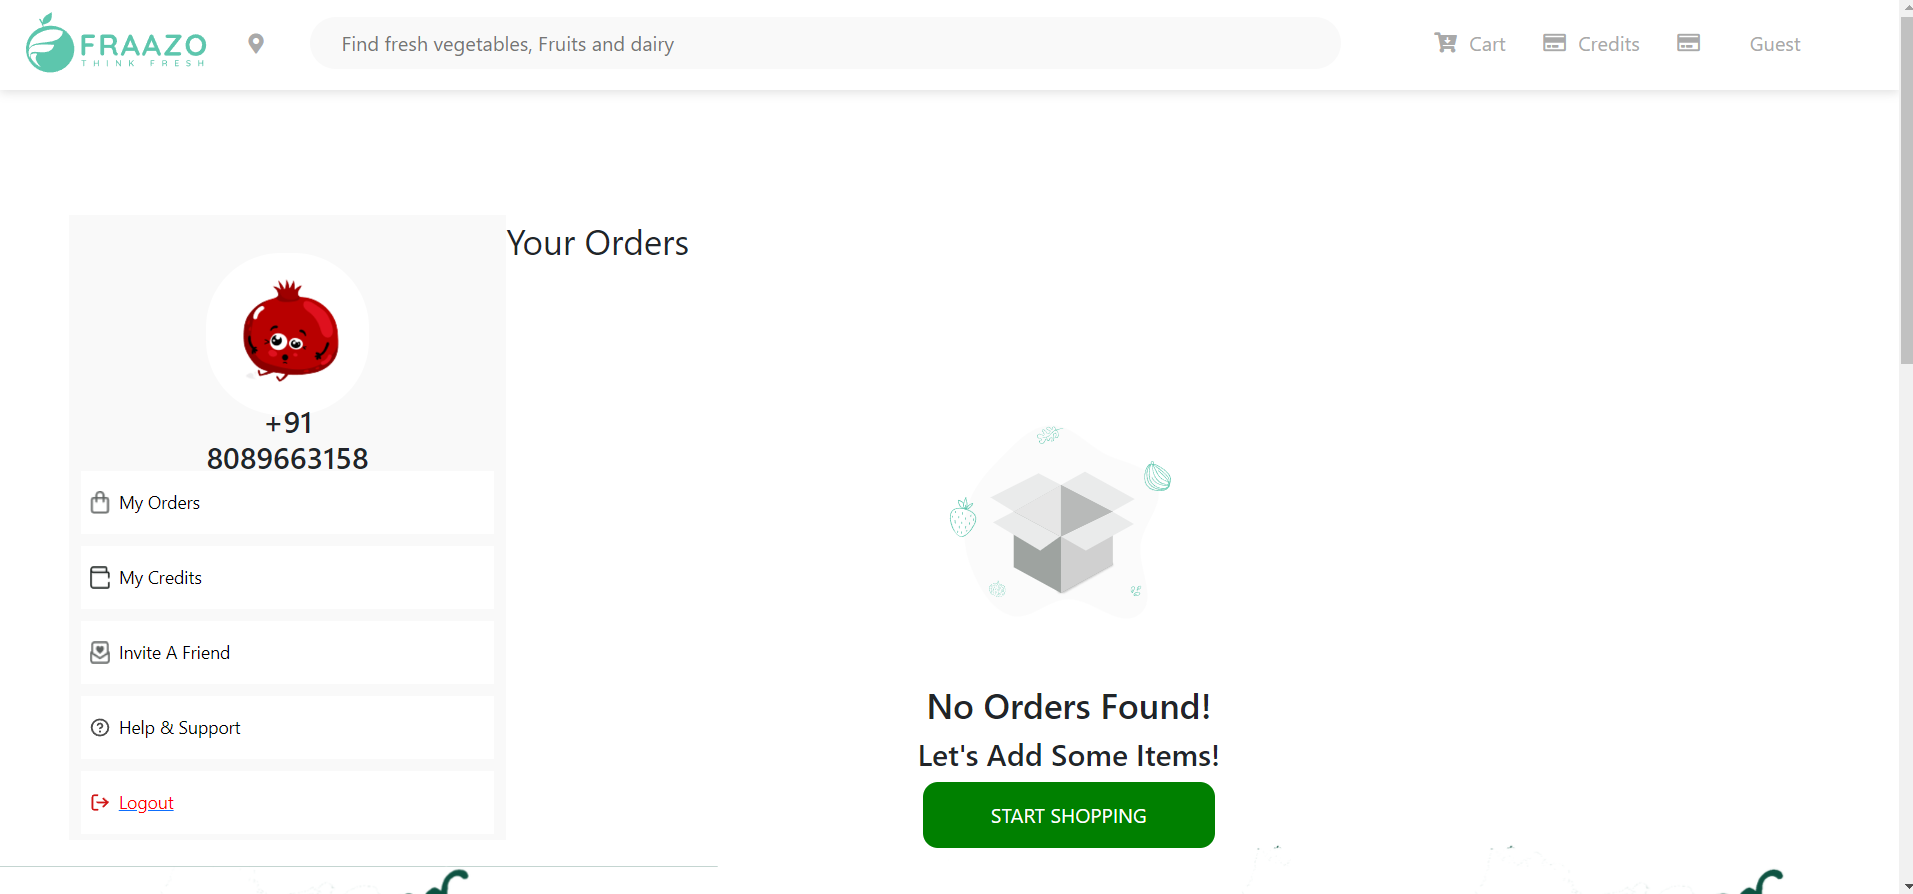 FRAAZO
THINK FRESH
Find fresh vegetables, Fruits and dairy
Cart
Credits
Guest
Your Orders
+91
8089663158
My Orders
My Credits
Invite A Friend
Help & Support
Logout
No Orders Found!
Let's Add Some Items!
START SHOPPING